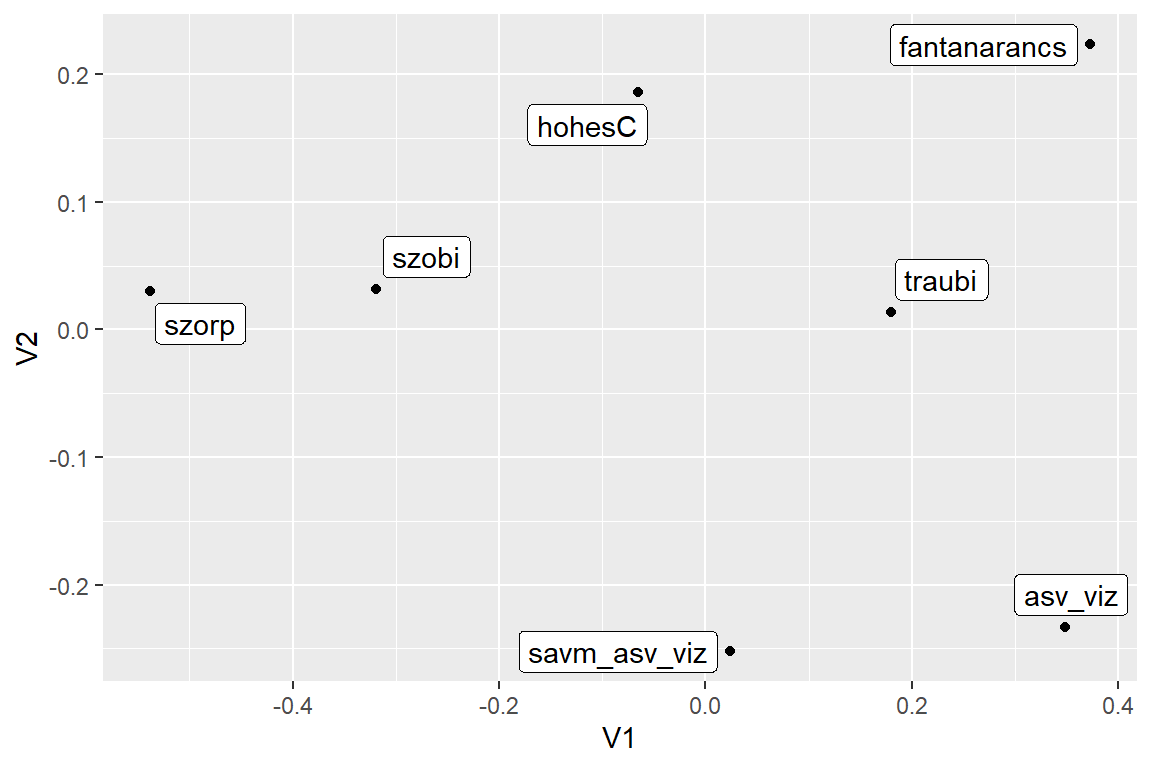 fantanarancs
0.2
hohesC
0.1
szobi
traubi
szorp
0.0
V2
-0.1
-0.2
asv_viz
savm_asv_viz
-0.4 -0.2 0.0 0.2 0.4
V1